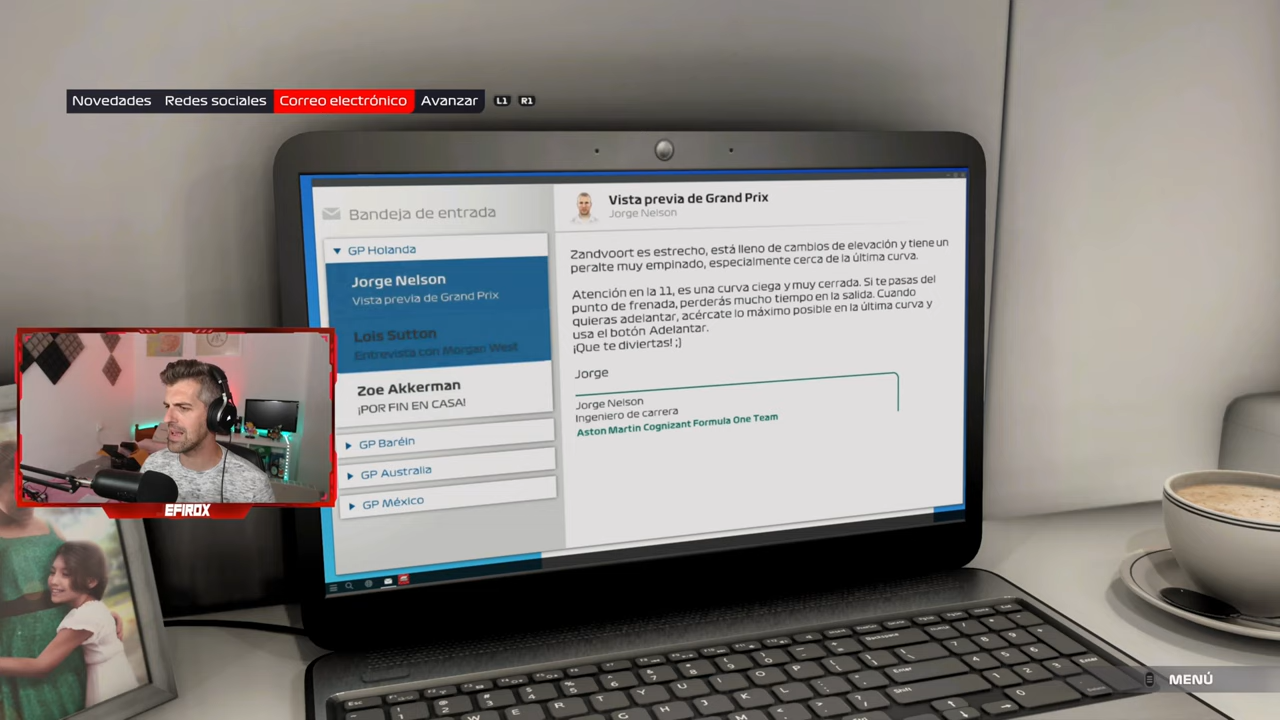 Novedades Redes sociales Correo electrónico Avanzar L1 R1
Bandeja de entrada
GP Holanda
Jorge Nelson
Vista previa de Grand Prix
Lois Sutton
Entrevista con Morgan West
Zoe Akkerman
¡POR FIN EN CASA!
GP Baréin
GP Australia
GP México
Vista previa de Grand Prix
Jorge Nelson
Zandvoort es estrecho, está lleno de cambios de elevación y tiene un
peralte muy empinado, especialmente cerca de la última curva.
Atención en la 11, es una curva ciega y muy cerrada. Si te pasas del
punto de frenada, perderás mucho tiempo en la salida. Cuando
quieras adelantar, acércate lo máximo posible en la última curva y
usa el botón Adelantar.
¡Que te diviertas! ;)
Jorge
Jorge Nelson
Ingeniero de carrera
Aston Martin Cognizant Formula One Team
EFIROX
MENÚ